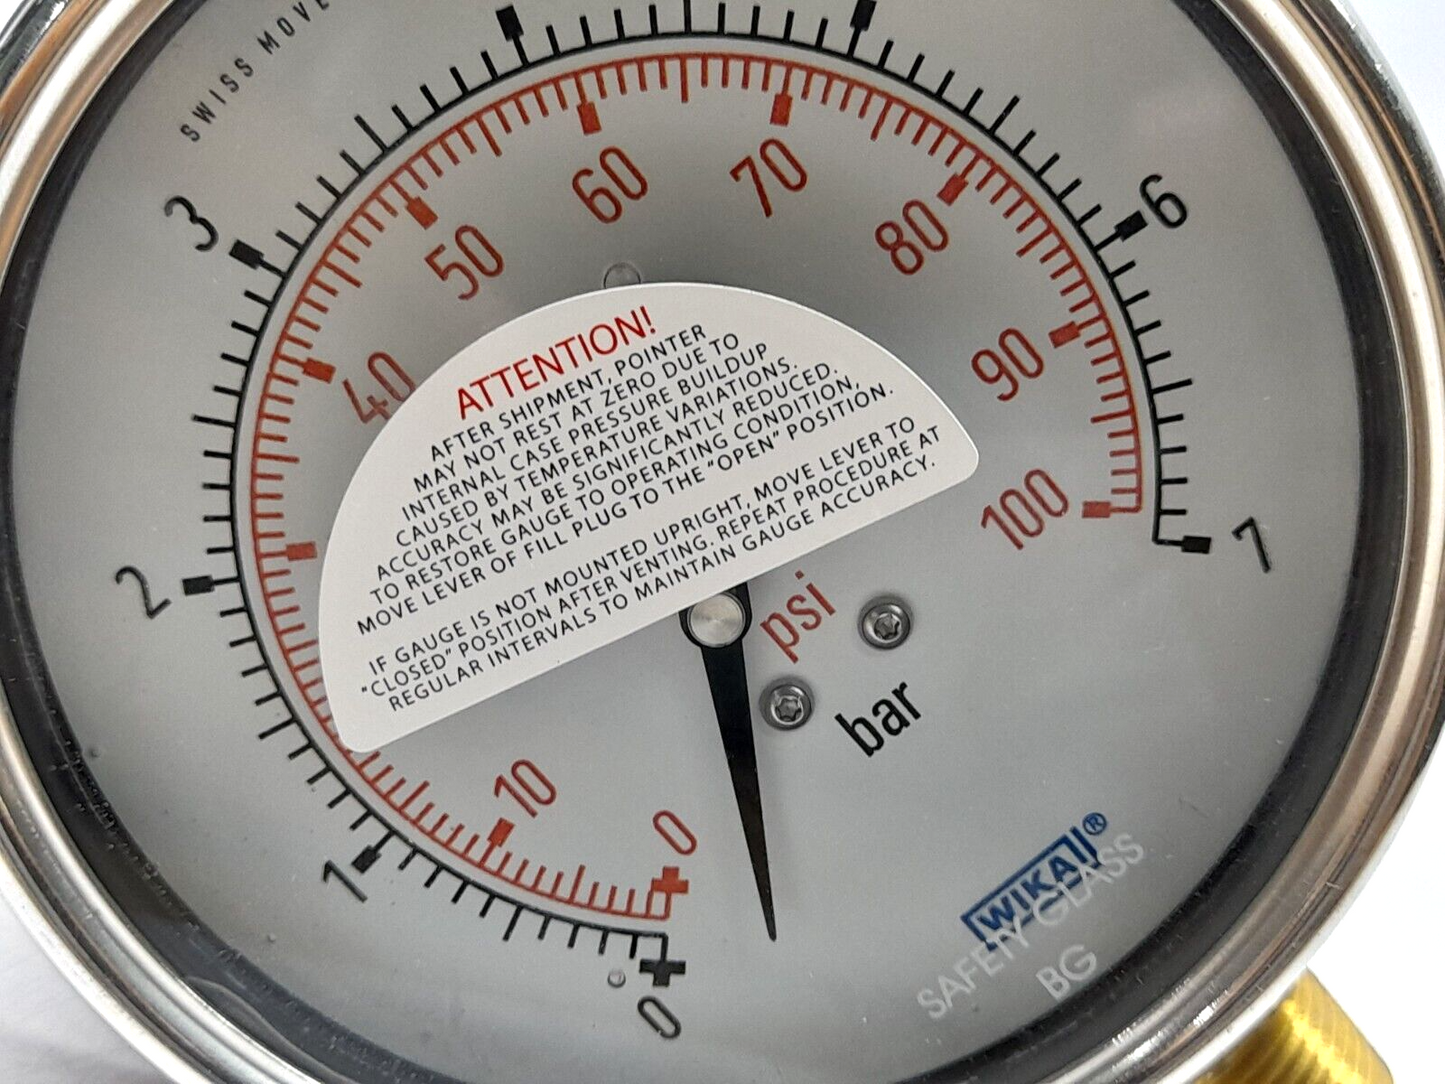 SWISS MOVE
3
2
1
0
6
7
40
50
60
70
80
90
100
10
0
ATTENTION!
AFTER SHIPMENT, POINTER
MAY NOT REST AT ZERO DUE TO
INTERNAL CASE PRESSURE BUILDUP
CAUSED BY TEMPERATURE VARIATIONS.
ACCURACY MAY BE SIGNIFICANTLY REDUCED.
TO RESTORE GAUGE TO OPERATING CONDITION,
MOVE LEVER OF FILL PLUG TO THE "OPEN" POSITION.
IF GAUGE IS NOT MOUNTED UPRIGHT, MOVE LEVER TO
"CLOSED" POSITION AFTER VENTING. REPEAT PROCEDURE AT
REGULAR INTERVALS TO MAINTAIN GAUGE ACCURACY.
psi
bar
WIKA®
SAFETY GLASS
BG